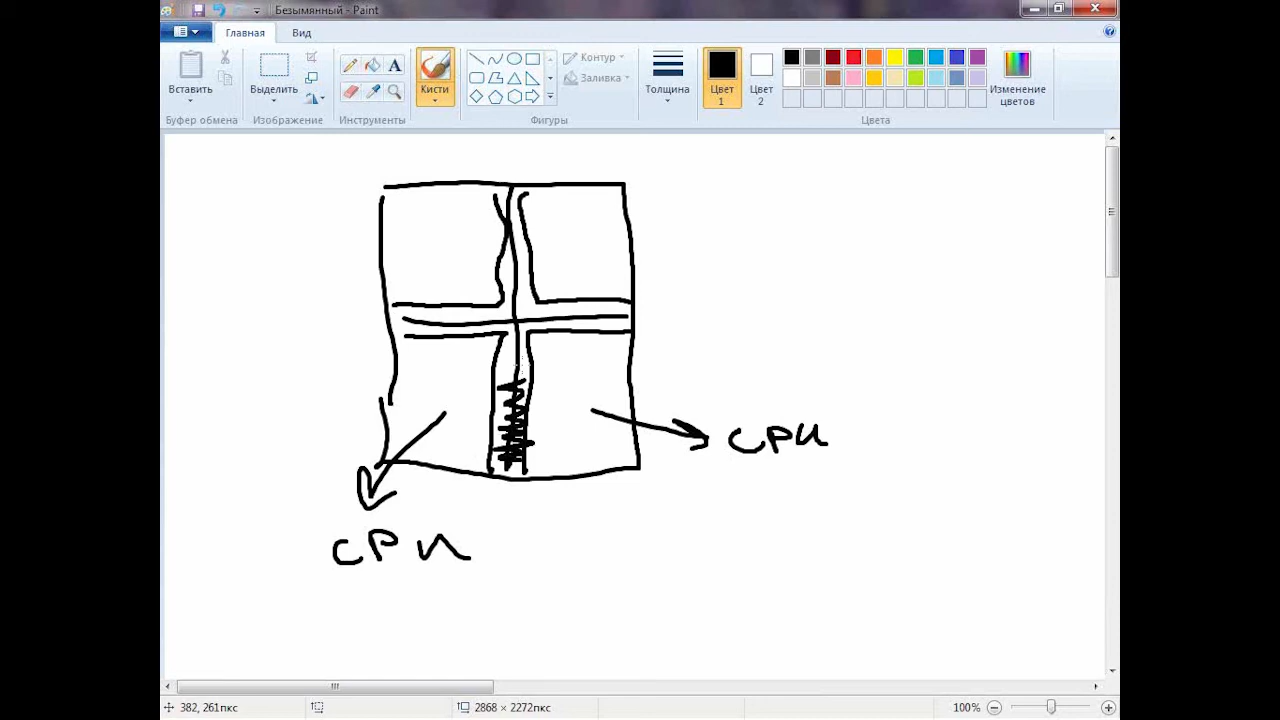 Безымянный - Paint
Главная Вид
Вставить Выделить Кисти Контур Заливка Толщина Цвет 1 Цвет 2 Изменение цветов
Буфер обмена Изображение Инструменты Фигуры Цвета
CPU
CPU
382, 261пкс 2868 × 2272пкс 100%